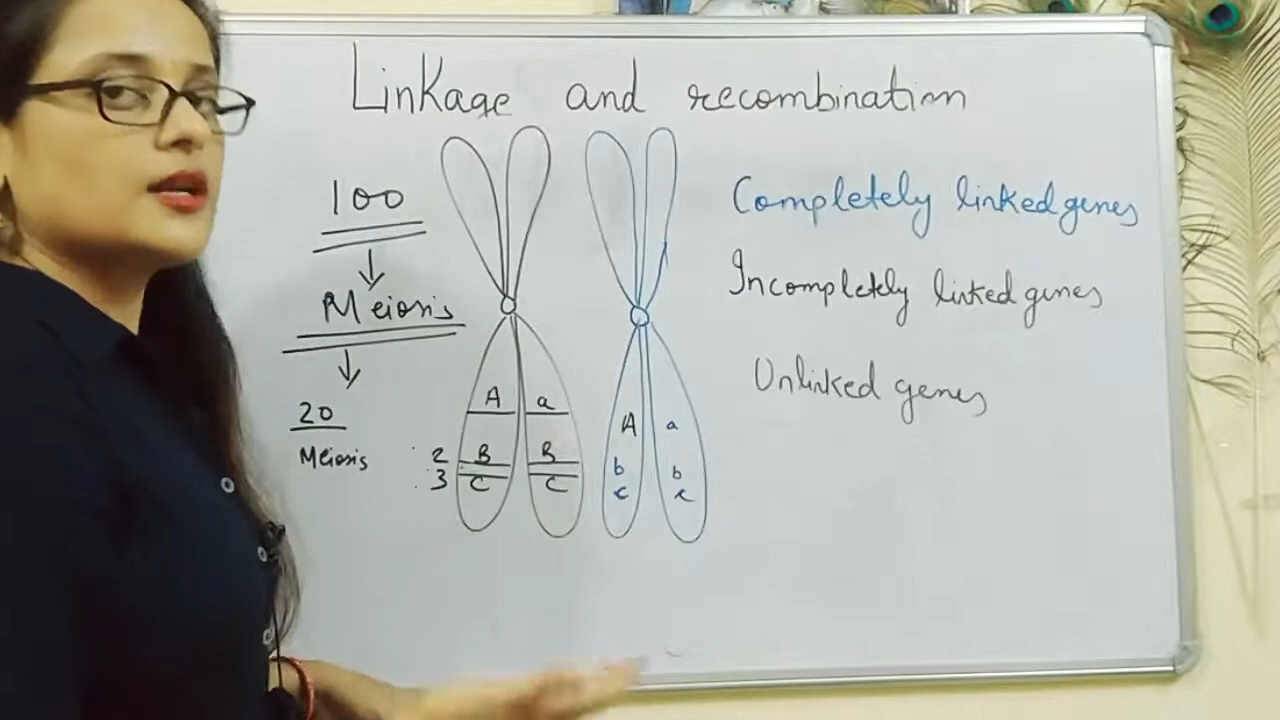 Linkage and recombination
100
Meiosis
20
Meiosis
2
3
A a
B B
C C
A a
b b
c c
Completely linked genes
Incompletely linked genes
Unlinked genes